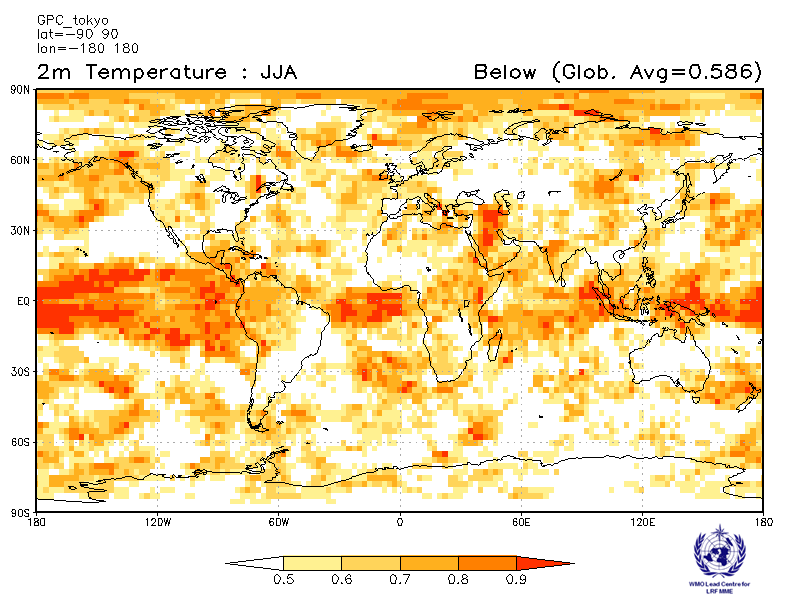 GPC_tokyo
lat=−90 90
lon=−180 180
2m Temperature : JJA Below (Glob. Avg=0.586)
90N
60N
30N
EQ
30S
60S
90S
180 120W 60W 0 60E 120E 180
0.5 0.6 0.7 0.8 0.9
WMO Lead Centre for
LRF MME